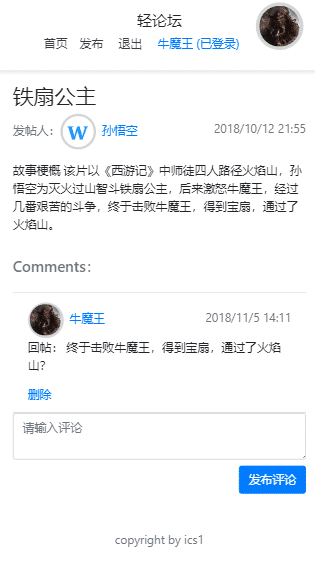 轻论坛
首页 发布 退出 牛魔王 (已登录)
铁扇公主
发帖人: W 孙悟空 2018/10/12 21:55
故事梗概 该片以《西游记》中师徒四人路径火焰山，孙
悟空为灭火过山智斗铁扇公主，后来激怒牛魔王，经过
几番艰苦的斗争，终于击败牛魔王，得到宝扇，通过了
火焰山。
Comments：
牛魔王 2018/11/5 14:11
回帖： 终于击败牛魔王，得到宝扇，通过了火焰
山?
删除
请输入评论
发布评论
copyright by ics1